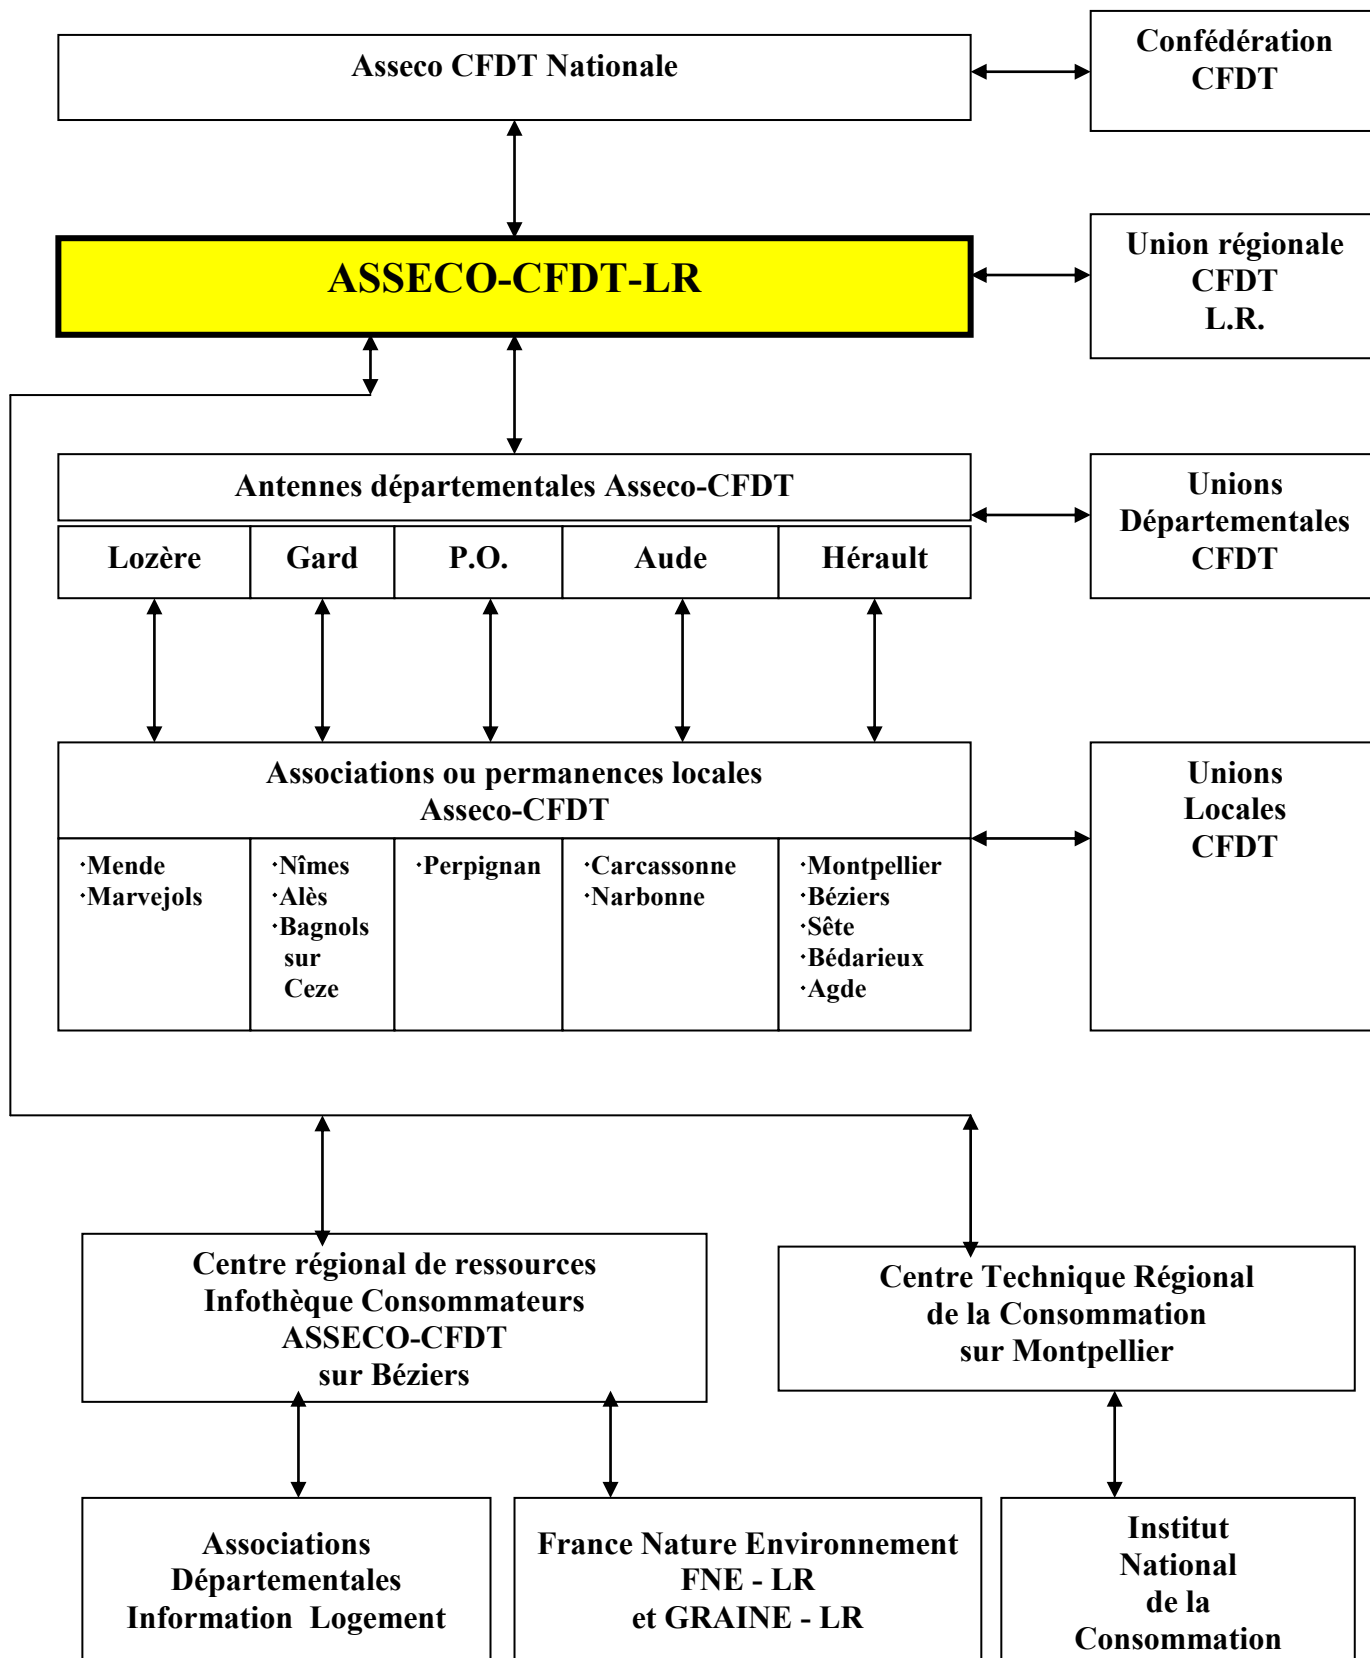 Asseco CFDT Nationale
Confédération
CFDT
ASSECO-CFDT-LR
Union régionale
CFDT
L.R.
Antennes départementales Asseco-CFDT
Lozère
Gard
P.O.
Aude
Hérault
Unions
Départementales
CFDT
Associations ou permanences locales
Asseco-CFDT
·Mende
·Marvejols
·Nîmes
·Alès
·Bagnols
sur
Ceze
·Perpignan
·Carcassonne
·Narbonne
·Montpellier
·Béziers
·Sête
·Bédarieux
·Agde
Unions
Locales
CFDT
Centre régional de ressources
Infothèque Consommateurs
ASSECO-CFDT
sur Béziers
Centre Technique Régional
de la Consommation
sur Montpellier
Associations
Départementales
Information Logement
France Nature Environnement
FNE - LR
et GRAINE - LR
Institut
National
de la
Consommation